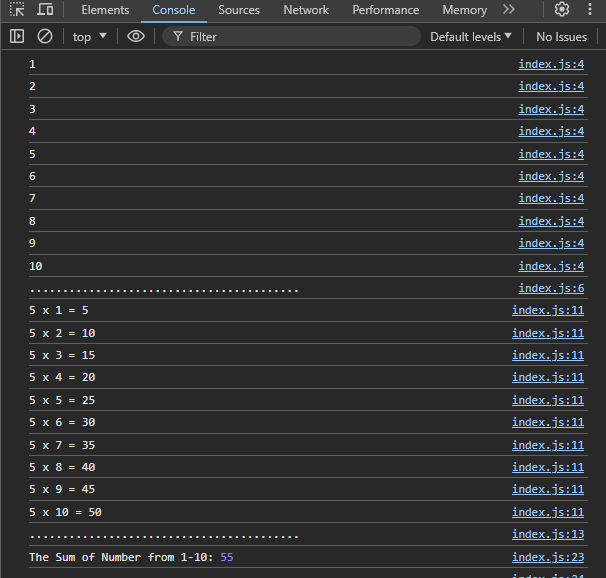 Elements Console Sources Network Performance Memory
top Filter Default levels No Issues
1 index.js:4
2 index.js:4
3 index.js:4
4 index.js:4
5 index.js:4
6 index.js:4
7 index.js:4
8 index.js:4
9 index.js:4
10 index.js:4
......................................... index.js:6
5 x 1 = 5 index.js:11
5 x 2 = 10 index.js:11
5 x 3 = 15 index.js:11
5 x 4 = 20 index.js:11
5 x 5 = 25 index.js:11
5 x 6 = 30 index.js:11
5 x 7 = 35 index.js:11
5 x 8 = 40 index.js:11
5 x 9 = 45 index.js:11
5 x 10 = 50 index.js:11
......................................... index.js:13
The Sum of Number from 1-10: 55 index.js:23